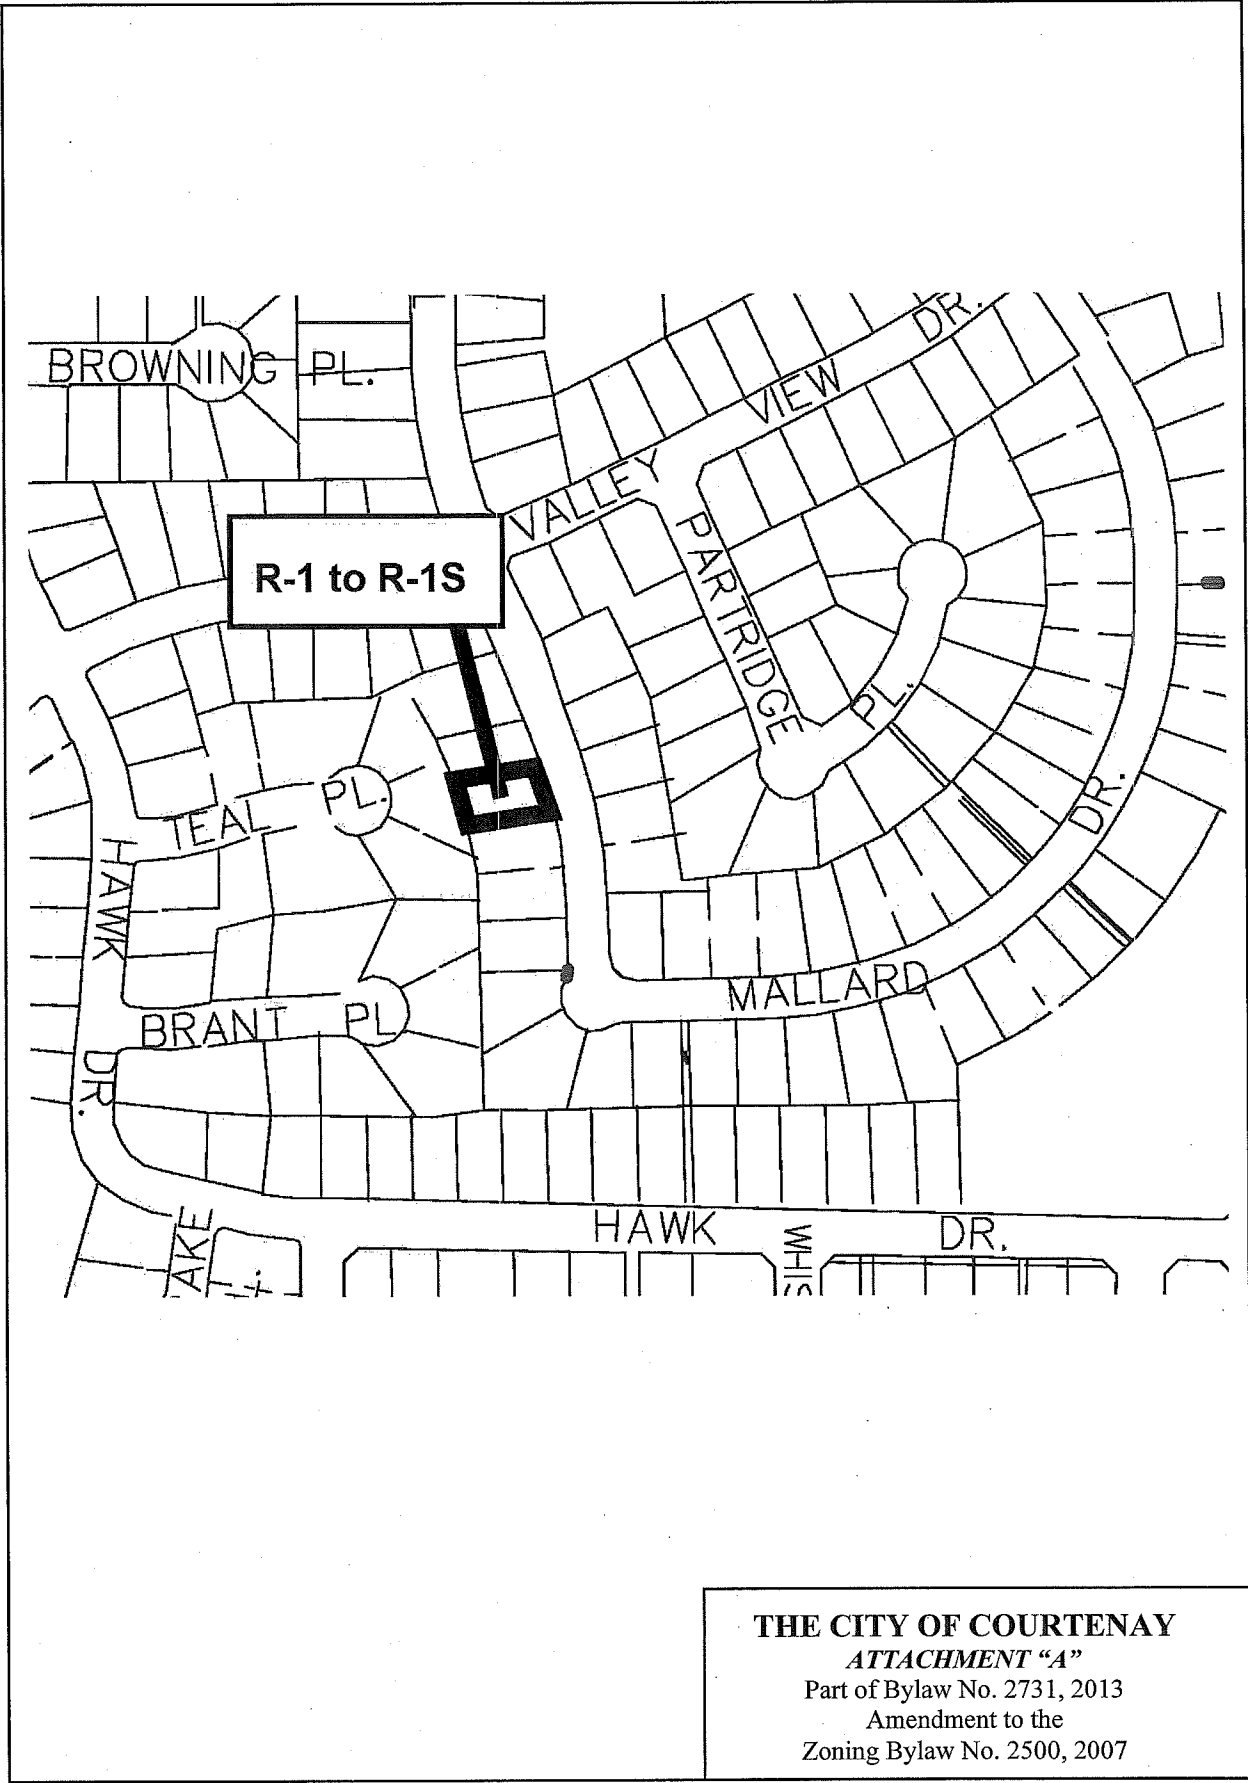 BROWNING PL.
VALLEY VIEW DR.
R-1 to R-1S
PARTRIDGE PL.
TEAL PL.
HAWK DR.
MALLARD DR.
BRANT PL
HAWK DR.
WHIS
AKE
THE CITY OF COURTENAY
ATTACHMENT “A”
Part of Bylaw No. 2731, 2013
Amendment to the
Zoning Bylaw No. 2500, 2007